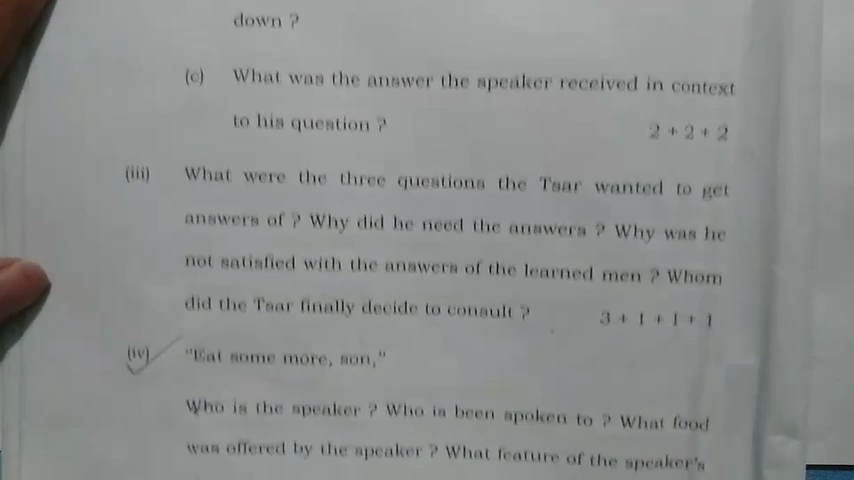 down ?
(c) What was the answer the speaker received in context
to his question ? 2 + 2 + 2
(iii) What were the three questions the Tsar wanted to get
answers of ? Why did he need the answers ? Why was he
not satisfied with the answers of the learned men ? Whom
did the Tsar finally decide to consult ? 3 + 1 + 1 + 1
(iv) "Eat some more, son,"
Who is the speaker ? Who is been spoken to ? What food
was offered by the speaker ? What feature of the speaker's